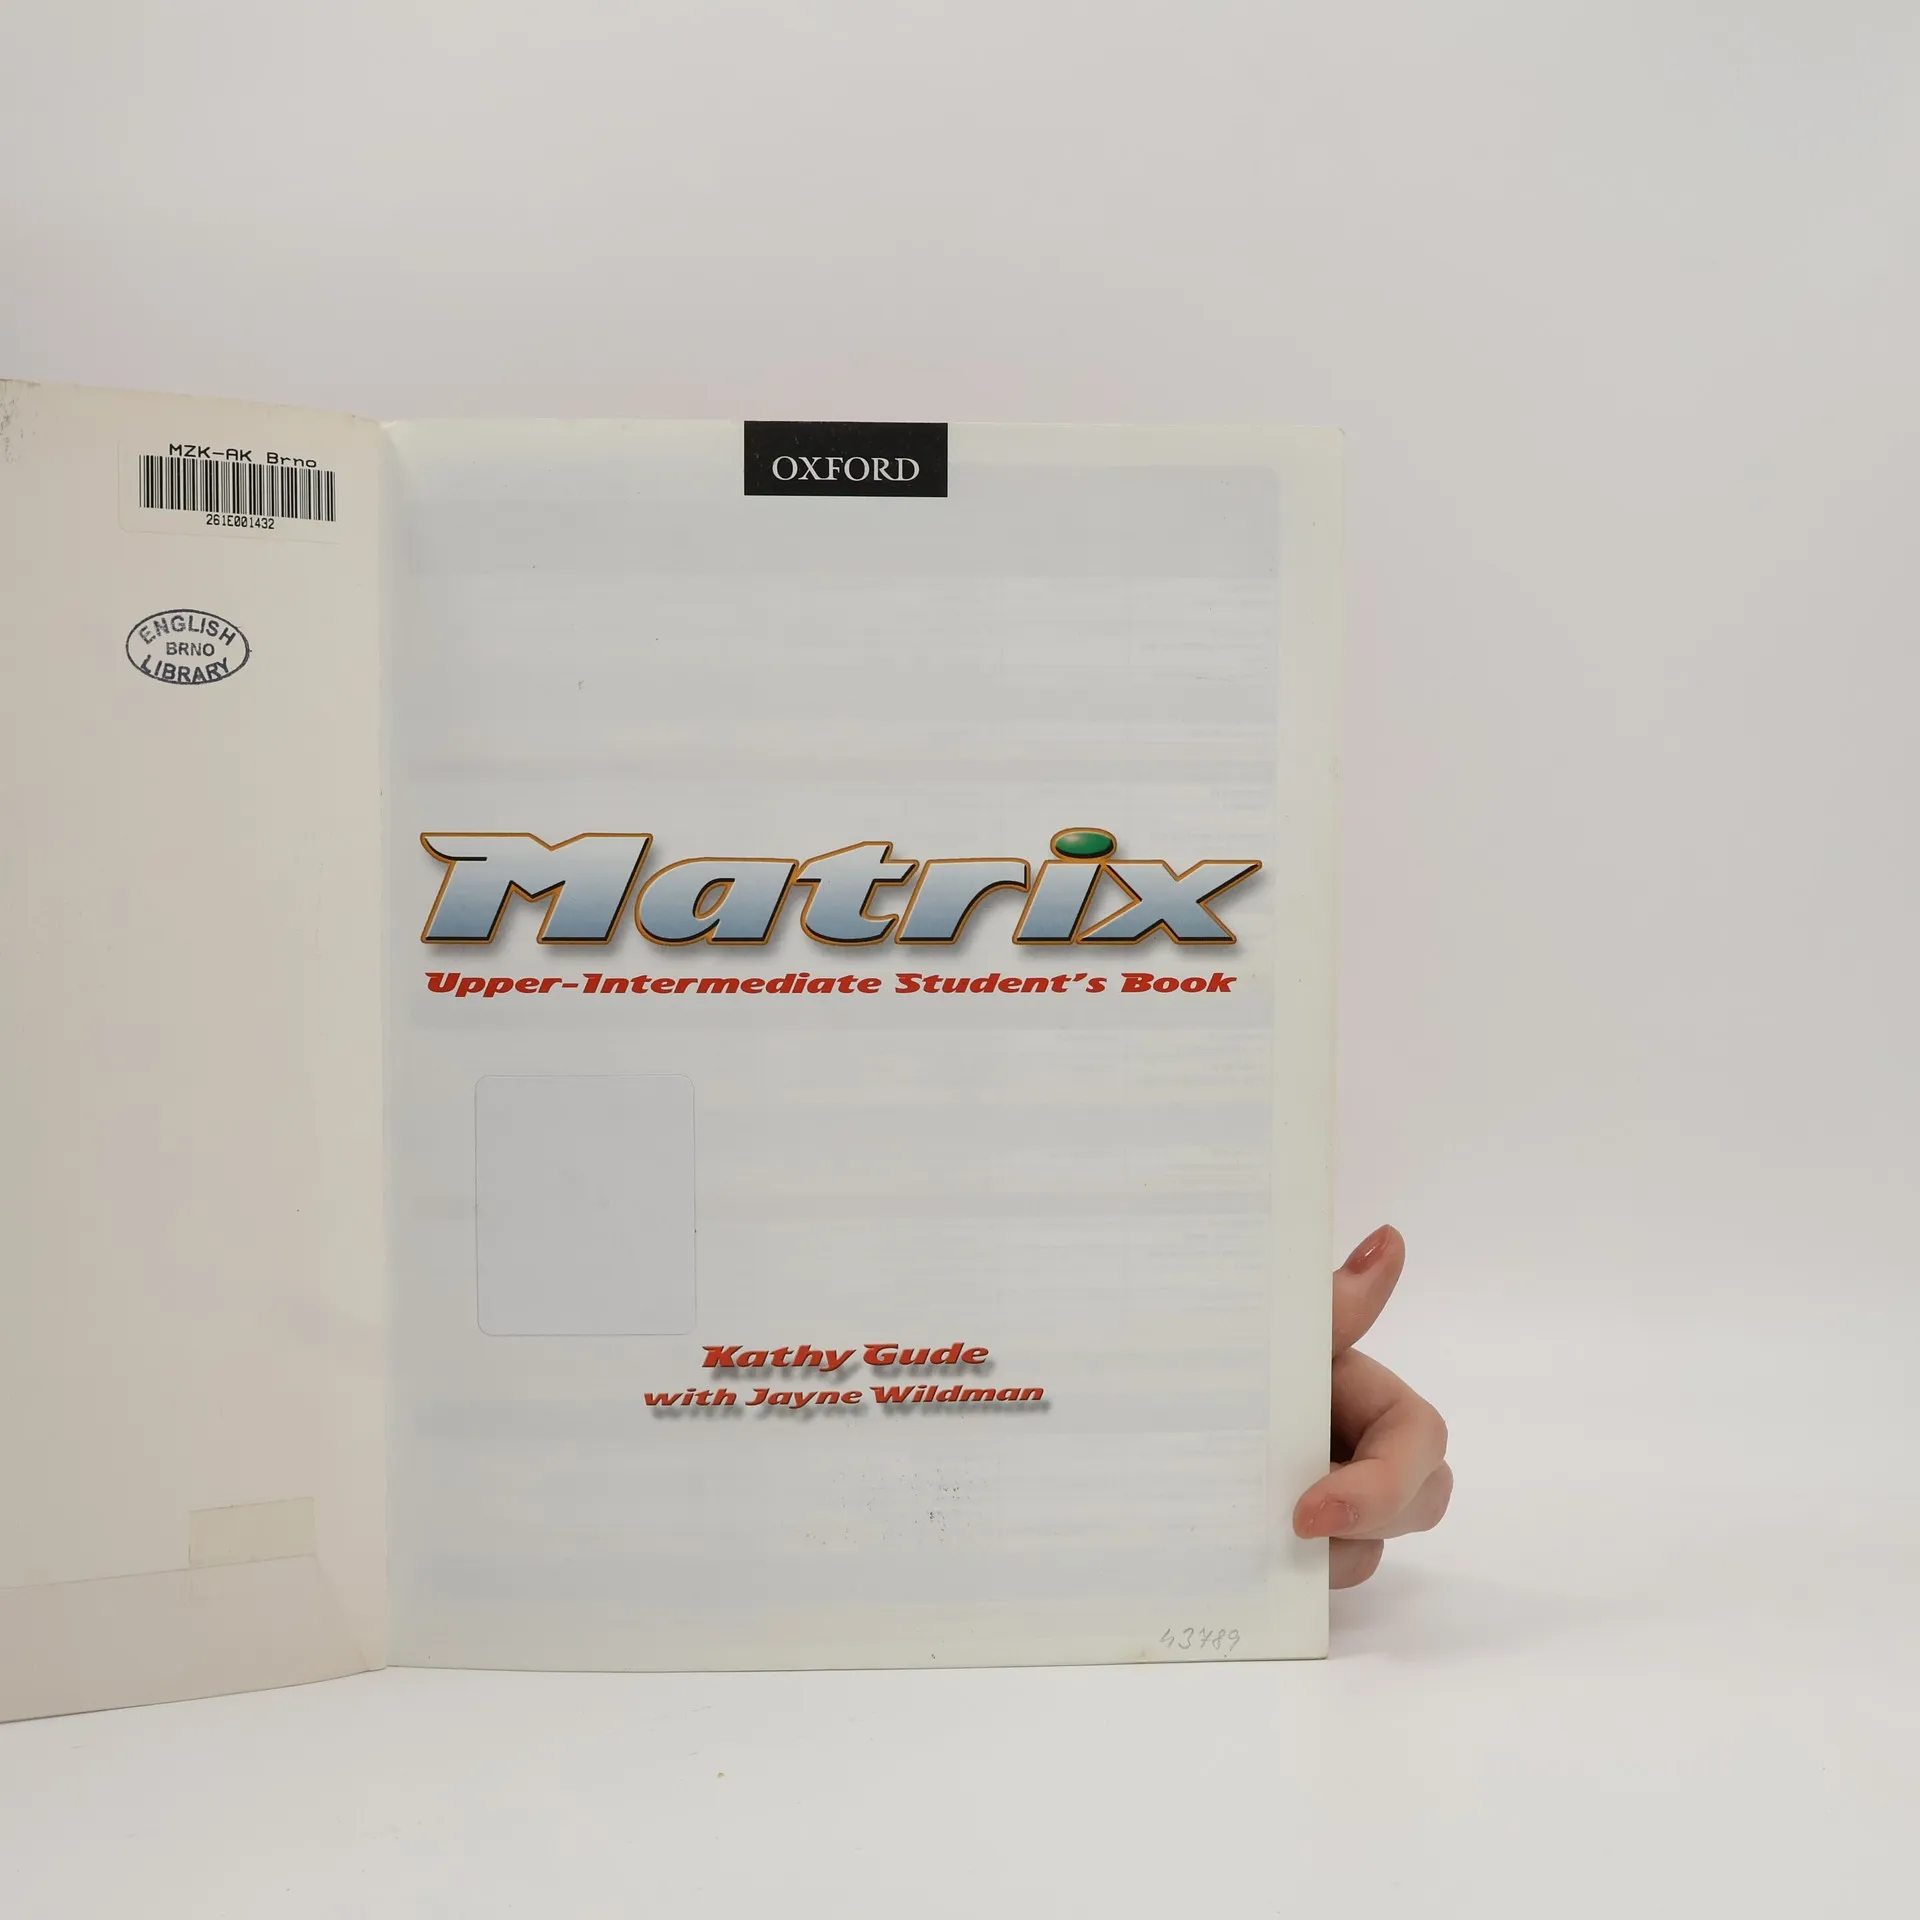 MZK-AK Brno
261E001432
ENGLISH
BRNO
LIBRARY
OXFORD
Matrix
Upper-Intermediate Student's Book
Kathy Gude
with Jayne Wildman
43789